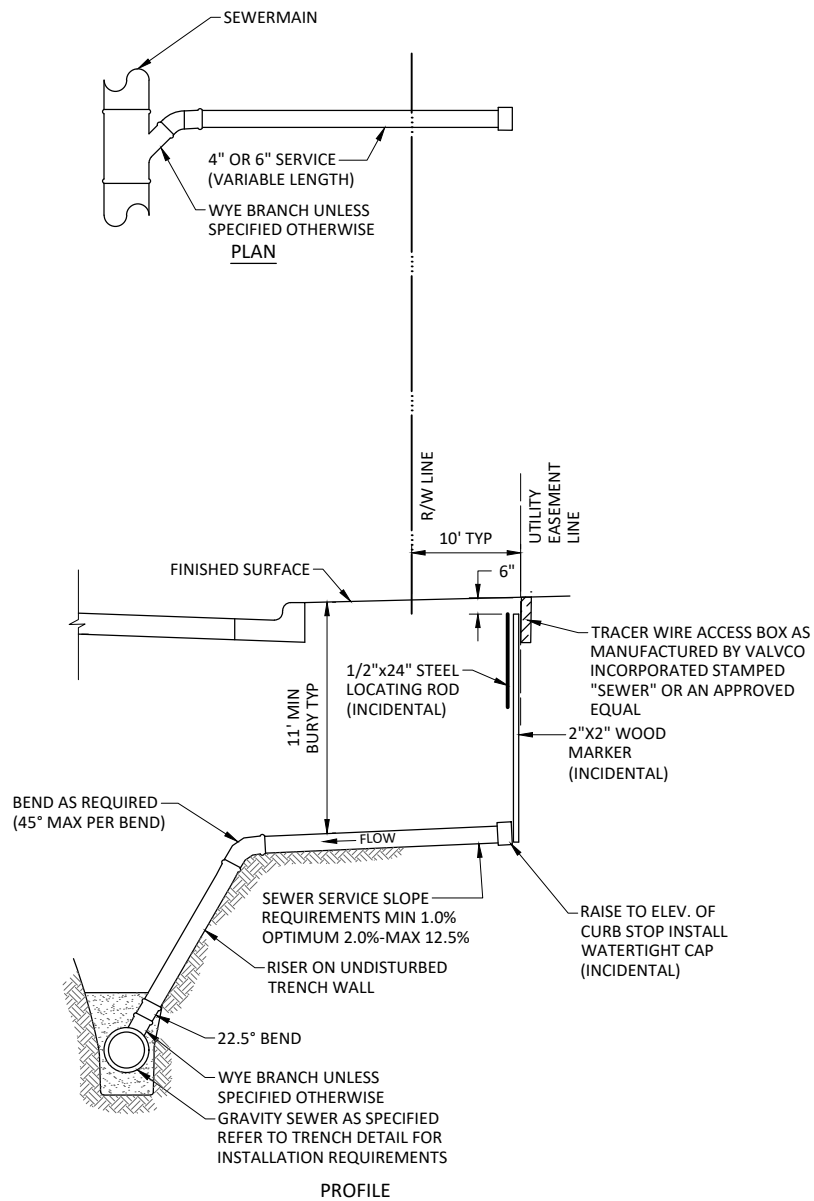 SEWERMAIN
4" OR 6" SERVICE
(VARIABLE LENGTH)
WYE BRANCH UNLESS
SPECIFIED OTHERWISE
PLAN
R/W LINE
UTILITY
EASEMENT
LINE
10' TYP
6"
FINISHED SURFACE
TRACER WIRE ACCESS BOX AS
MANUFACTURED BY VALVCO
INCORPORATED STAMPED
"SEWER" OR AN APPROVED
EQUAL
1/2"x24" STEEL
LOCATING ROD
(INCIDENTAL)
11' MIN
BURY TYP
2"X2" WOOD
MARKER
(INCIDENTAL)
BEND AS REQUIRED
(45° MAX PER BEND)
FLOW
SEWER SERVICE SLOPE
REQUIREMENTS MIN 1.0%
OPTIMUM 2.0%-MAX 12.5%
RAISE TO ELEV. OF
CURB STOP INSTALL
WATERTIGHT CAP
(INCIDENTAL)
RISER ON UNDISTURBED
TRENCH WALL
22.5° BEND
WYE BRANCH UNLESS
SPECIFIED OTHERWISE
GRAVITY SEWER AS SPECIFIED
REFER TO TRENCH DETAIL FOR
INSTALLATION REQUIREMENTS
PROFILE